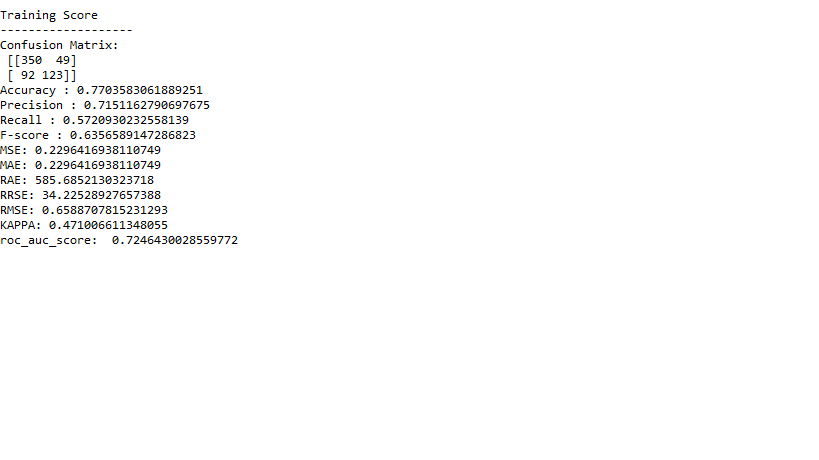 Training Score
-------------------
Confusion Matrix:
[[350  49]
[ 92 123]]
Accuracy : 0.7703583061889251
Precision : 0.7151162790697675
Recall : 0.5720930232558139
F-score : 0.6356589147286823
MSE: 0.2296416938110749
MAE: 0.2296416938110749
RAE: 585.6852130323718
RRSE: 34.22528927657388
RMSE: 0.6588707815231293
KAPPA: 0.471006611348055
roc_auc_score:  0.7246430028559772